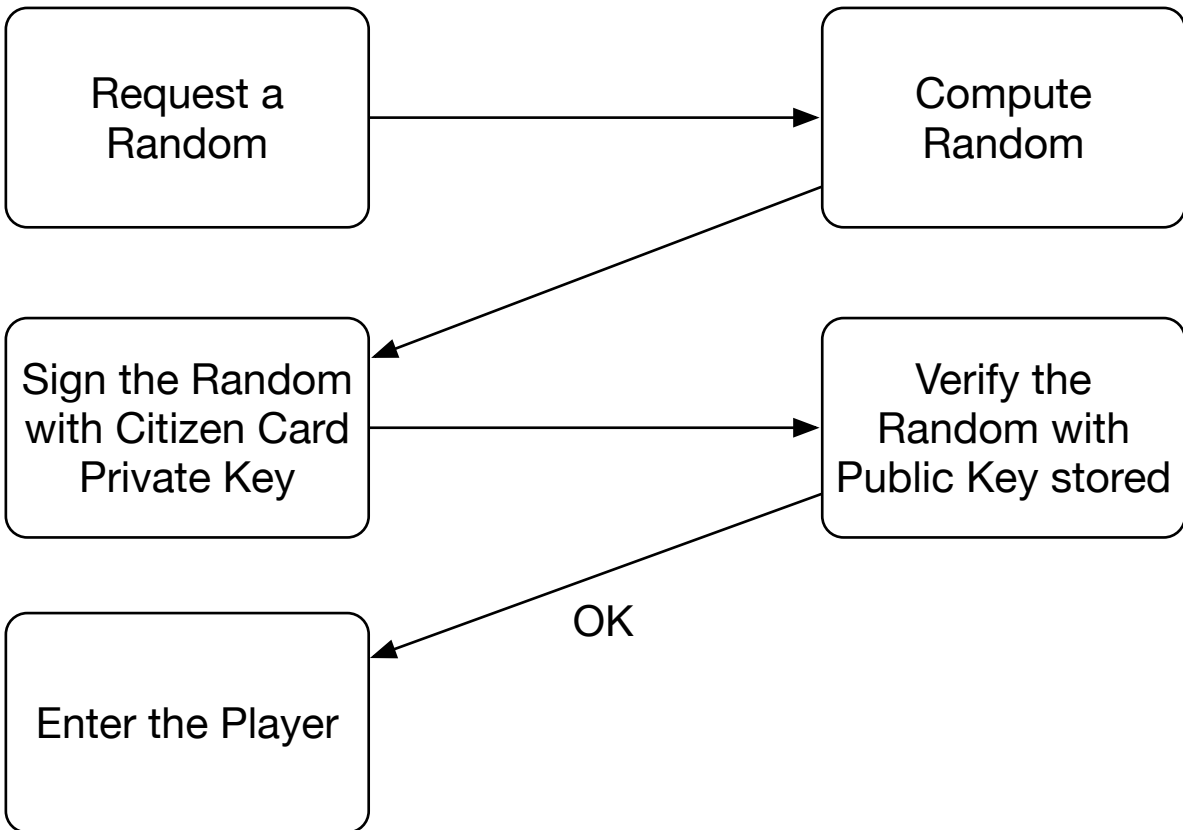 Request a
Random
Compute
Random
Sign the Random
with Citizen Card
Private Key
Verify the
Random with
Public Key stored
OK
Enter the Player